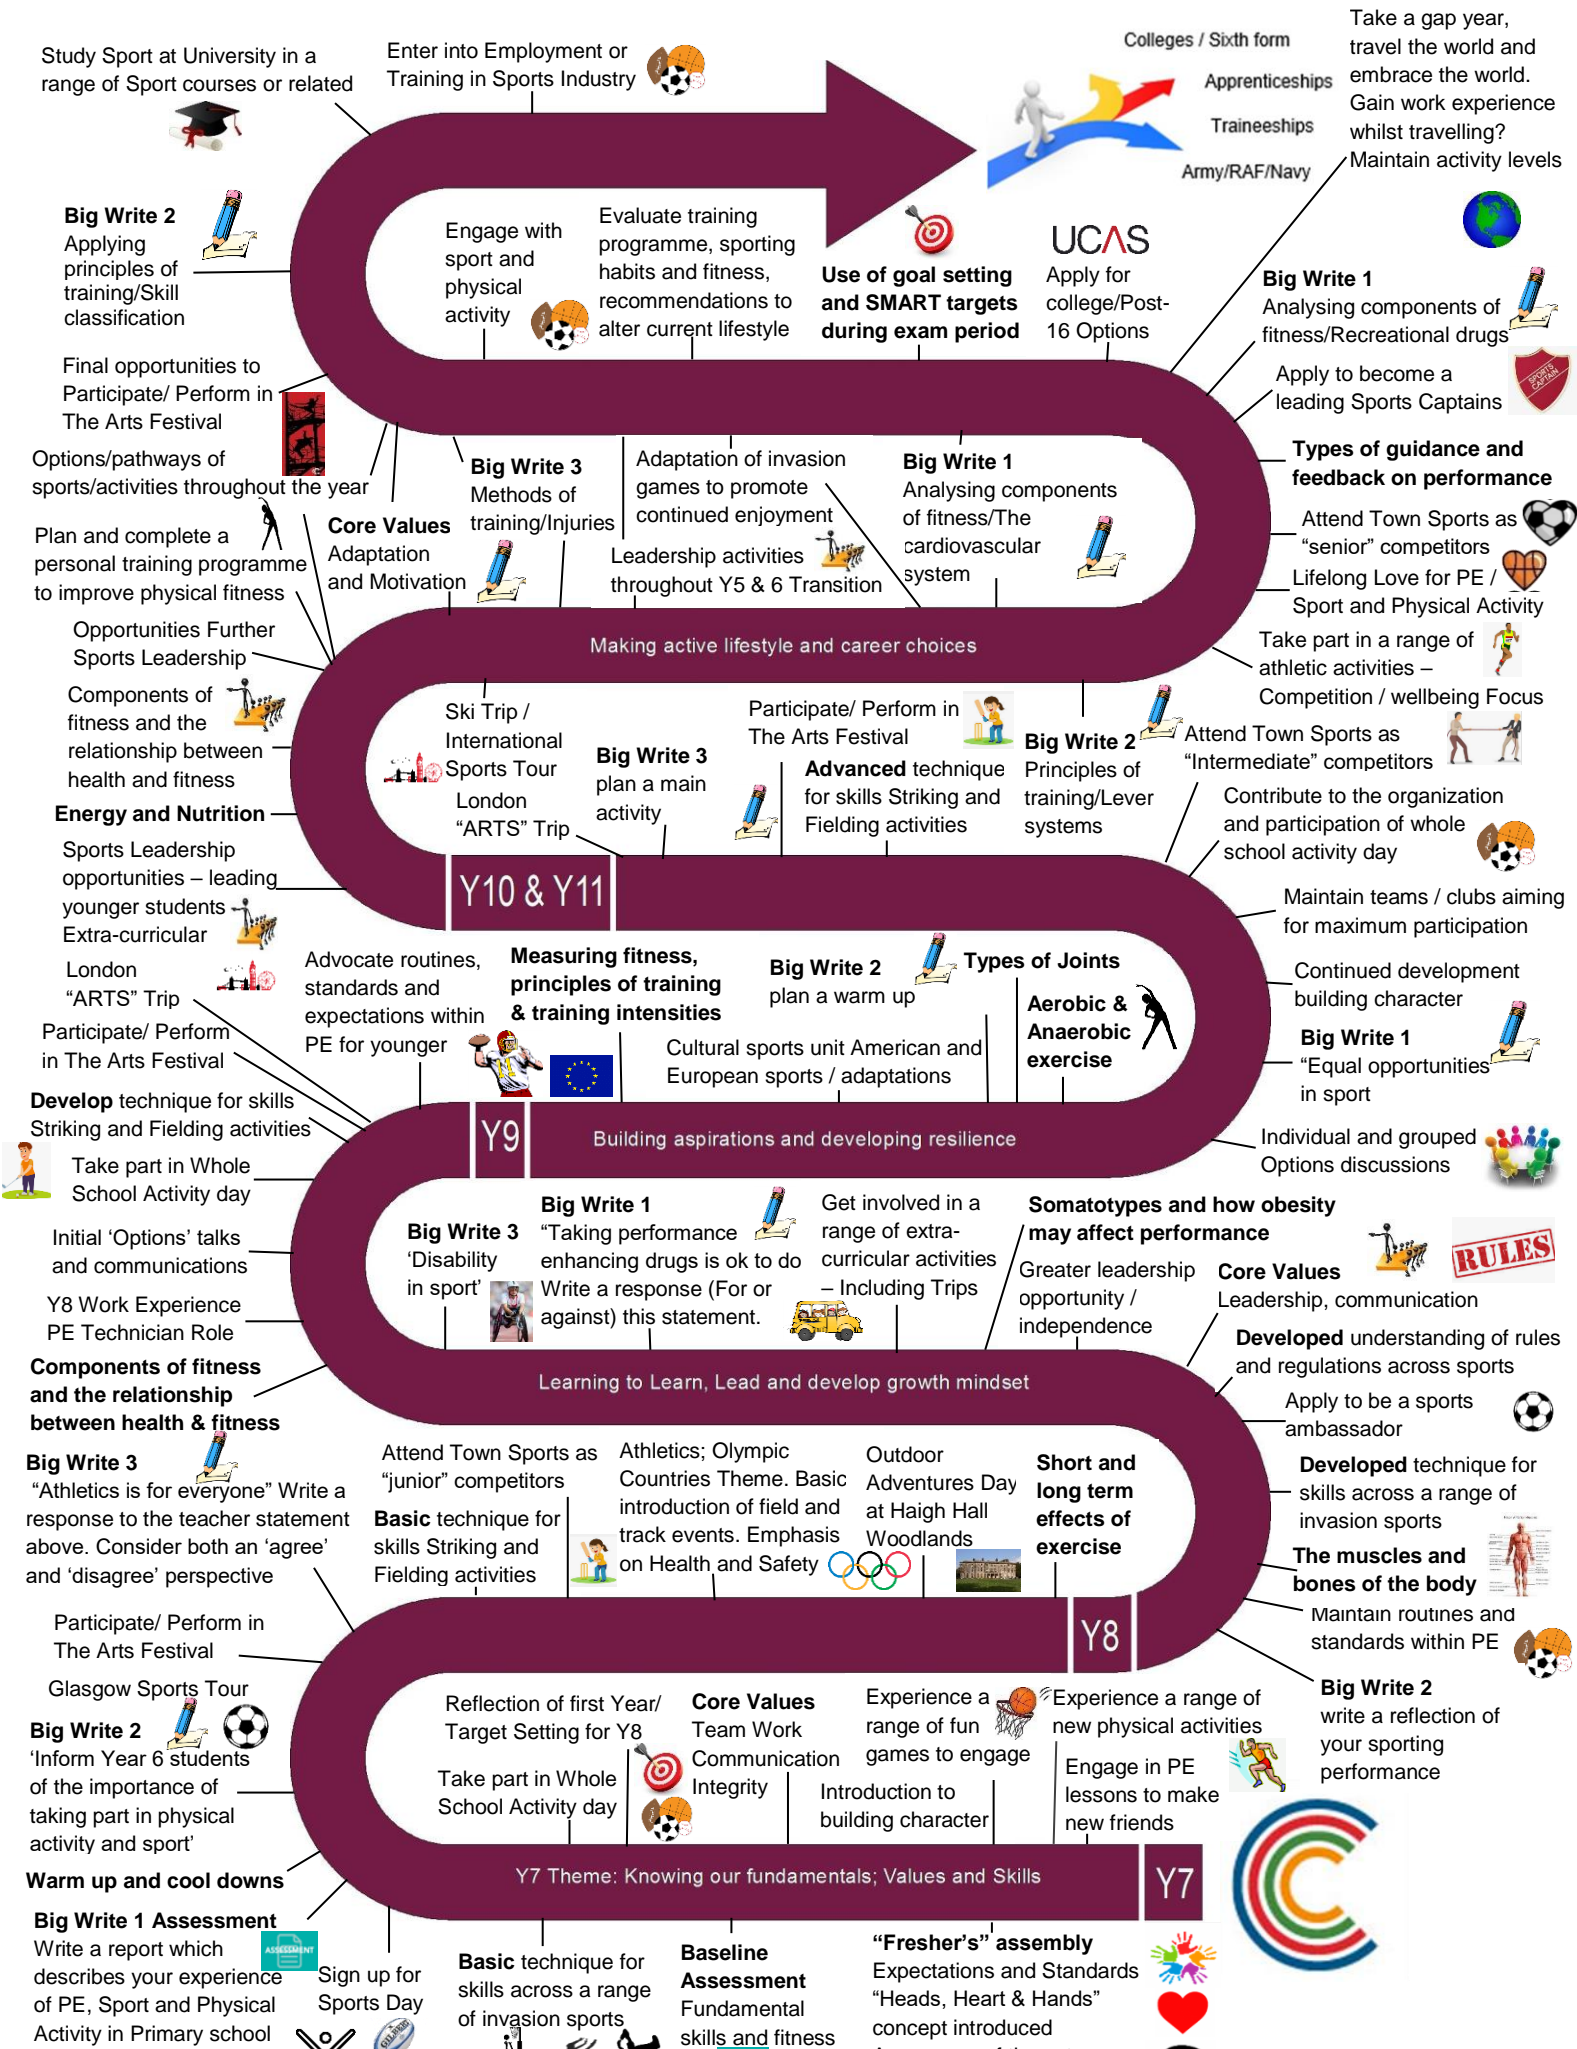 Study Sport at University in a
range of Sport courses or related
Enter into Employment or
Training in Sports Industry
Colleges / Sixth form
Apprenticeships
Traineeships
Army/RAF/Navy
Take a gap year,
travel the world and
embrace the world.
Gain work experience
whilst travelling?
Maintain activity levels
Big Write 2
Applying
principles of
training/Skill
classification
Engage with
sport and
physical
activity
Evaluate training
programme, sporting
habits and fitness,
recommendations to
alter current lifestyle
Use of goal setting
and SMART targets
during exam period
UCAS
Apply for
college/Post-
16 Options
Big Write 1
Analysing components of
fitness/Recreational drugs
Apply to become a
leading Sports Captains
SPORTS
CAPTAIN
Final opportunities to
Participate/ Perform in
The Arts Festival
Options/pathways of
sports/activities throughout the year
Plan and complete a
personal training programme
to improve physical fitness
Core Values
Adaptation
and Motivation
Big Write 3
Methods of
training/Injuries
Adaptation of invasion
games to promote
continued enjoyment
Leadership activities
throughout Y5 & 6 Transition
Big Write 1
Analysing components
of fitness/The
cardiovascular
system
Types of guidance and
feedback on performance
Attend Town Sports as
“senior” competitors
Lifelong Love for PE /
Sport and Physical Activity
Take part in a range of
athletic activities –
Competition / wellbeing Focus
Making active lifestyle and career choices
Opportunities Further
Sports Leadership
Components of
fitness and the
relationship between
health and fitness
Energy and Nutrition
Sports Leadership
opportunities – leading
younger students
Extra-curricular
Ski Trip /
International
Sports Tour
London
“ARTS” Trip
Big Write 3
plan a main
activity
Participate/ Perform in
The Arts Festival
Advanced technique
for skills Striking and
Fielding activities
Big Write 2
Principles of
training/Lever
systems
Attend Town Sports as
“Intermediate” competitors
Contribute to the organization
and participation of whole
school activity day
Maintain teams / clubs aiming
for maximum participation
Y10 & Y11
Continued development
building character
Big Write 1
“Equal opportunities
in sport
Individual and grouped
Options discussions
London
“ARTS” Trip
Participate/ Perform
in The Arts Festival
Advocate routines,
standards and
expectations within
PE for younger
Measuring fitness,
principles of training
& training intensities
Big Write 2
plan a warm up
Types of Joints
Cultural sports unit American and
European sports / adaptations
Aerobic &
Anaerobic
exercise
Develop technique for skills
Striking and Fielding activities
Take part in Whole
School Activity day
Initial ‘Options’ talks
and communications
Y8 Work Experience
PE Technician Role
Components of fitness
and the relationship
between health & fitness
Y9
Building aspirations and developing resilience
Big Write 3
‘Disability
in sport’
Big Write 1
“Taking performance
enhancing drugs is ok to do
Write a response (For or
against) this statement.
Get involved in a
range of extra-
curricular activities
– Including Trips
Somatotypes and how obesity
may affect performance
Greater leadership
opportunity /
independence
Core Values
Leadership, communication
RULES
Developed understanding of rules
and regulations across sports
Apply to be a sports
ambassador
Developed technique for
skills across a range of
invasion sports
The muscles and
bones of the body
Maintain routines and
standards within PE
Big Write 2
write a reflection of
your sporting
performance
Learning to Learn, Lead and develop growth mindset
Big Write 3
“Athletics is for everyone” Write a
response to the teacher statement
above. Consider both an ‘agree’
and ‘disagree’ perspective
Attend Town Sports as
“junior” competitors
Basic technique for
skills Striking and
Fielding activities
Athletics; Olympic
Countries Theme. Basic
introduction of field and
track events. Emphasis
on Health and Safety
Outdoor
Adventures Day
at Haigh Hall
Woodlands
Short and
long term
effects of
exercise
Y8
Participate/ Perform in
The Arts Festival
Glasgow Sports Tour
Big Write 2
‘Inform Year 6 students
of the importance of
taking part in physical
activity and sport’
Warm up and cool downs
Reflection of first Year/
Target Setting for Y8
Take part in Whole
School Activity day
Core Values
Team Work
Communication
Integrity
Experience a
range of fun
games to engage
Introduction to
building character
Experience a range of
new physical activities
Engage in PE
lessons to make
new friends
Y7 Theme: Knowing our fundamentals; Values and Skills
Y7
Big Write 1 Assessment
Write a report which
describes your experience
of PE, Sport and Physical
Activity in Primary school
ASSESSMENT
Sign up for
Sports Day
GILBERT
Basic technique for
skills across a range
of invasion sports
Baseline
Assessment
Fundamental
skills and fitness
“Fresher’s” assembly
Expectations and Standards
“Heads, Heart & Hands”
concept introduced